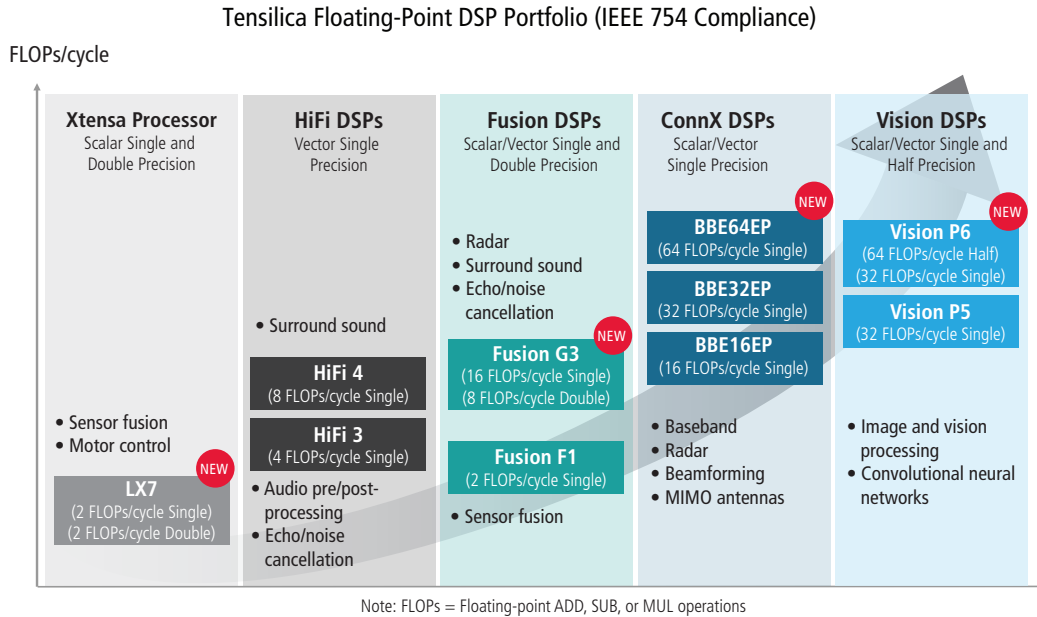 Tensilica Floating-Point DSP Portfolio (IEEE 754 Compliance)
FLOPs/cycle
Xtensa Processor
Scalar Single and
Double Precision
• Sensor fusion
• Motor control
NEW
LX7
(2 FLOPs/cycle Single)
(2 FLOPs/cycle Double)
HiFi DSPs
Vector Single
Precision
• Surround sound
HiFi 4
(8 FLOPs/cycle Single)
HiFi 3
(4 FLOPs/cycle Single)
• Audio pre/post-
processing
• Echo/noise
cancellation
Fusion DSPs
Scalar/Vector Single and
Double Precision
• Radar
• Surround sound
• Echo/noise
cancellation
NEW
Fusion G3
(16 FLOPs/cycle Single)
(8 FLOPs/cycle Double)
Fusion F1
(2 FLOPs/cycle Single)
• Sensor fusion
ConnX DSPs
Scalar/Vector
Single Precision
NEW
BBE64EP
(64 FLOPs/cycle Single)
BBE32EP
(32 FLOPs/cycle Single)
BBE16EP
(16 FLOPs/cycle Single)
• Baseband
• Radar
• Beamforming
• MIMO antennas
Vision DSPs
Scalar/Vector Single and
Half Precision
NEW
Vision P6
(64 FLOPs/cycle Half)
(32 FLOPs/cycle Single)
Vision P5
(32 FLOPs/cycle Single)
• Image and vision
processing
• Convolutional neural
networks
Note: FLOPs = Floating-point ADD, SUB, or MUL operations